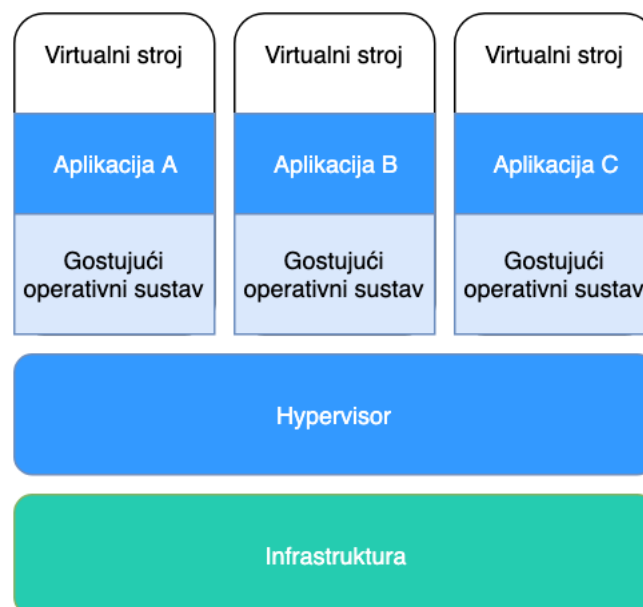 Virtualni stroj
Virtualni stroj
Virtualni stroj
Aplikacija A
Aplikacija B
Aplikacija C
Gostujući
operativni sustav
Gostujući
operativni sustav
Gostujući
operativni sustav
Hypervisor
Infrastruktura